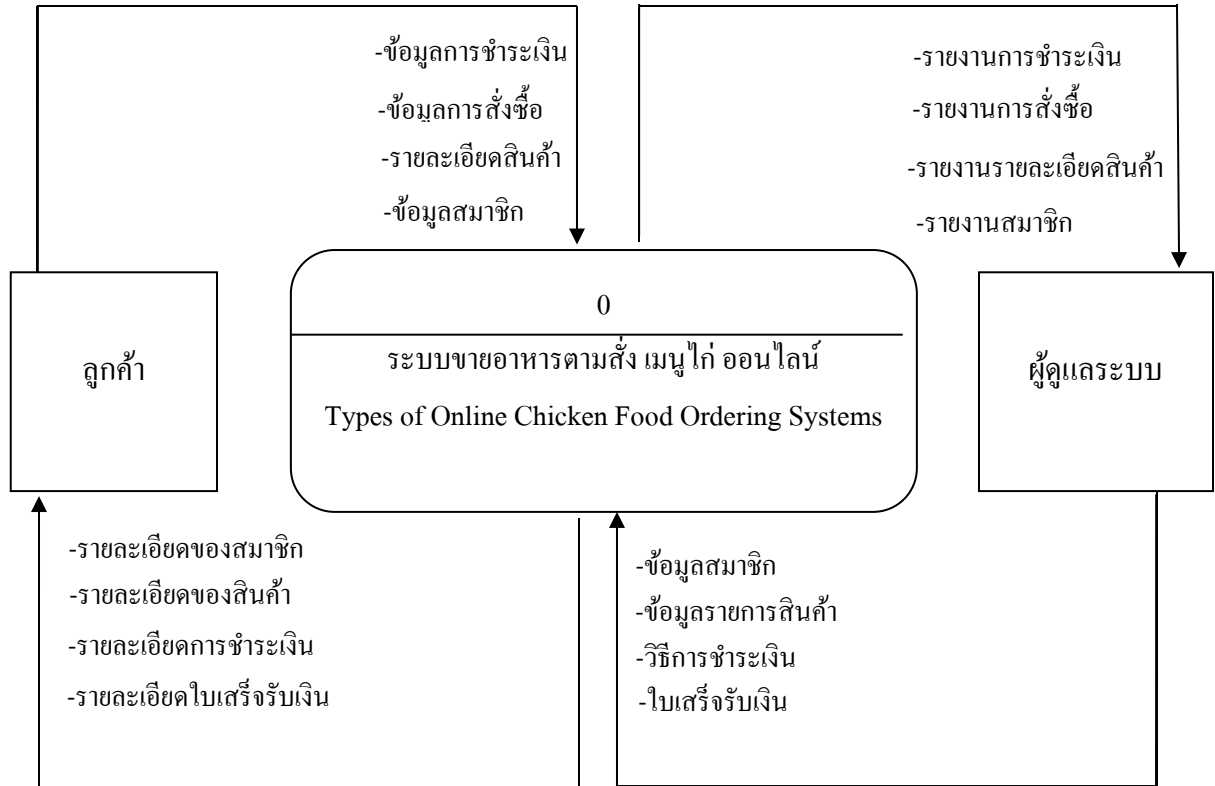 -ข้อมูลการชำระเงิน
-ข้อมูลการสั่งซื้อ
-รายละเอียดสินค้า
-ข้อมูลสมาชิก
-รายงานการชำระเงิน
-รายงานการสั่งซื้อ
-รายงานรายละเอียดสินค้า
-รายงานสมาชิก
ลูกค้า
0
ระบบขายอาหารตามสั่ง เมนูไก่ ออนไลน์
Types of Online Chicken Food Ordering Systems
ผู้ดูแลระบบ
-รายละเอียดของสมาชิก
-รายละเอียดของสินค้า
-รายละเอียดการชำระเงิน
-รายละเอียดใบเสร็จรับเงิน
-ข้อมูลสมาชิก
-ข้อมูลรายการสินค้า
-วิธีการชำระเงิน
-ใบเสร็จรับเงิน